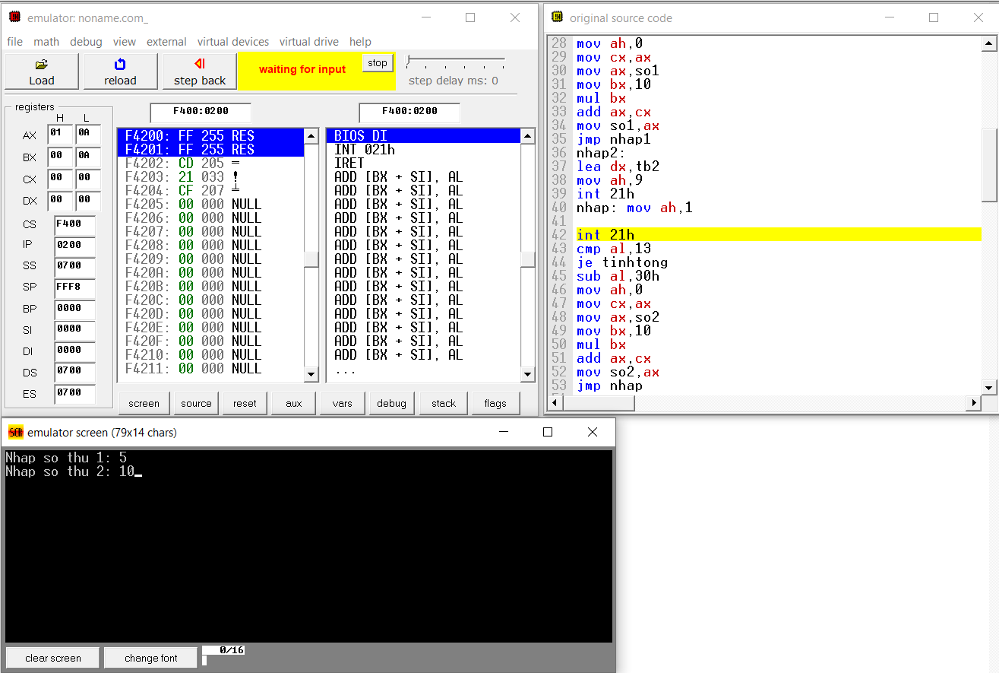 emulator: noname.com_
file math debug view external virtual devices virtual drive help
Load reload step back waiting for input stop step delay ms: 0
registers
H L
AX 01 0A
BX 00 0A
CX 00 00
DX 00 00
CS F400
IP 0200
SS 0700
SP FFF8
BP 0000
SI 0000
DI 0000
DS 0700
ES 0700
F400:0200
F4200: FF 255 RES
F4201: FF 255 RES
F4202: CD 205 =
F4203: 21 033 !
F4204: CF 207 ╧
F4205: 00 000 NULL
F4206: 00 000 NULL
F4207: 00 000 NULL
F4208: 00 000 NULL
F4209: 00 000 NULL
F420A: 00 000 NULL
F420B: 00 000 NULL
F420C: 00 000 NULL
F420D: 00 000 NULL
F420E: 00 000 NULL
F420F: 00 000 NULL
F4210: 00 000 NULL
F4211: 00 000 NULL
F400:0200
BIOS DI
INT 021h
IRET
ADD [BX + SI], AL
ADD [BX + SI], AL
ADD [BX + SI], AL
ADD [BX + SI], AL
ADD [BX + SI], AL
ADD [BX + SI], AL
ADD [BX + SI], AL
ADD [BX + SI], AL
ADD [BX + SI], AL
ADD [BX + SI], AL
ADD [BX + SI], AL
ADD [BX + SI], AL
ADD [BX + SI], AL
ADD [BX + SI], AL
...
screen source reset aux vars debug stack flags
original source code
28 mov ah,0
29 mov cx,ax
30 mov ax,so1
31 mov bx,10
32 mul bx
33 add ax,cx
34 mov so1,ax
35 jmp nhap1
36 nhap2:
37 lea dx,tb2
38 mov ah,9
39 int 21h
40 nhap: mov ah,1
41
42 int 21h
43 cmp al,13
44 je tinhtong
45 sub al,30h
46 mov ah,0
47 mov cx,ax
48 mov ax,so2
49 mov bx,10
50 mul bx
51 add ax,cx
52 mov so2,ax
53 jmp nhap
SCR emulator screen (79x14 chars)
Nhap so thu 1: 5
Nhap so thu 2: 10_
clear screen change font 0/16